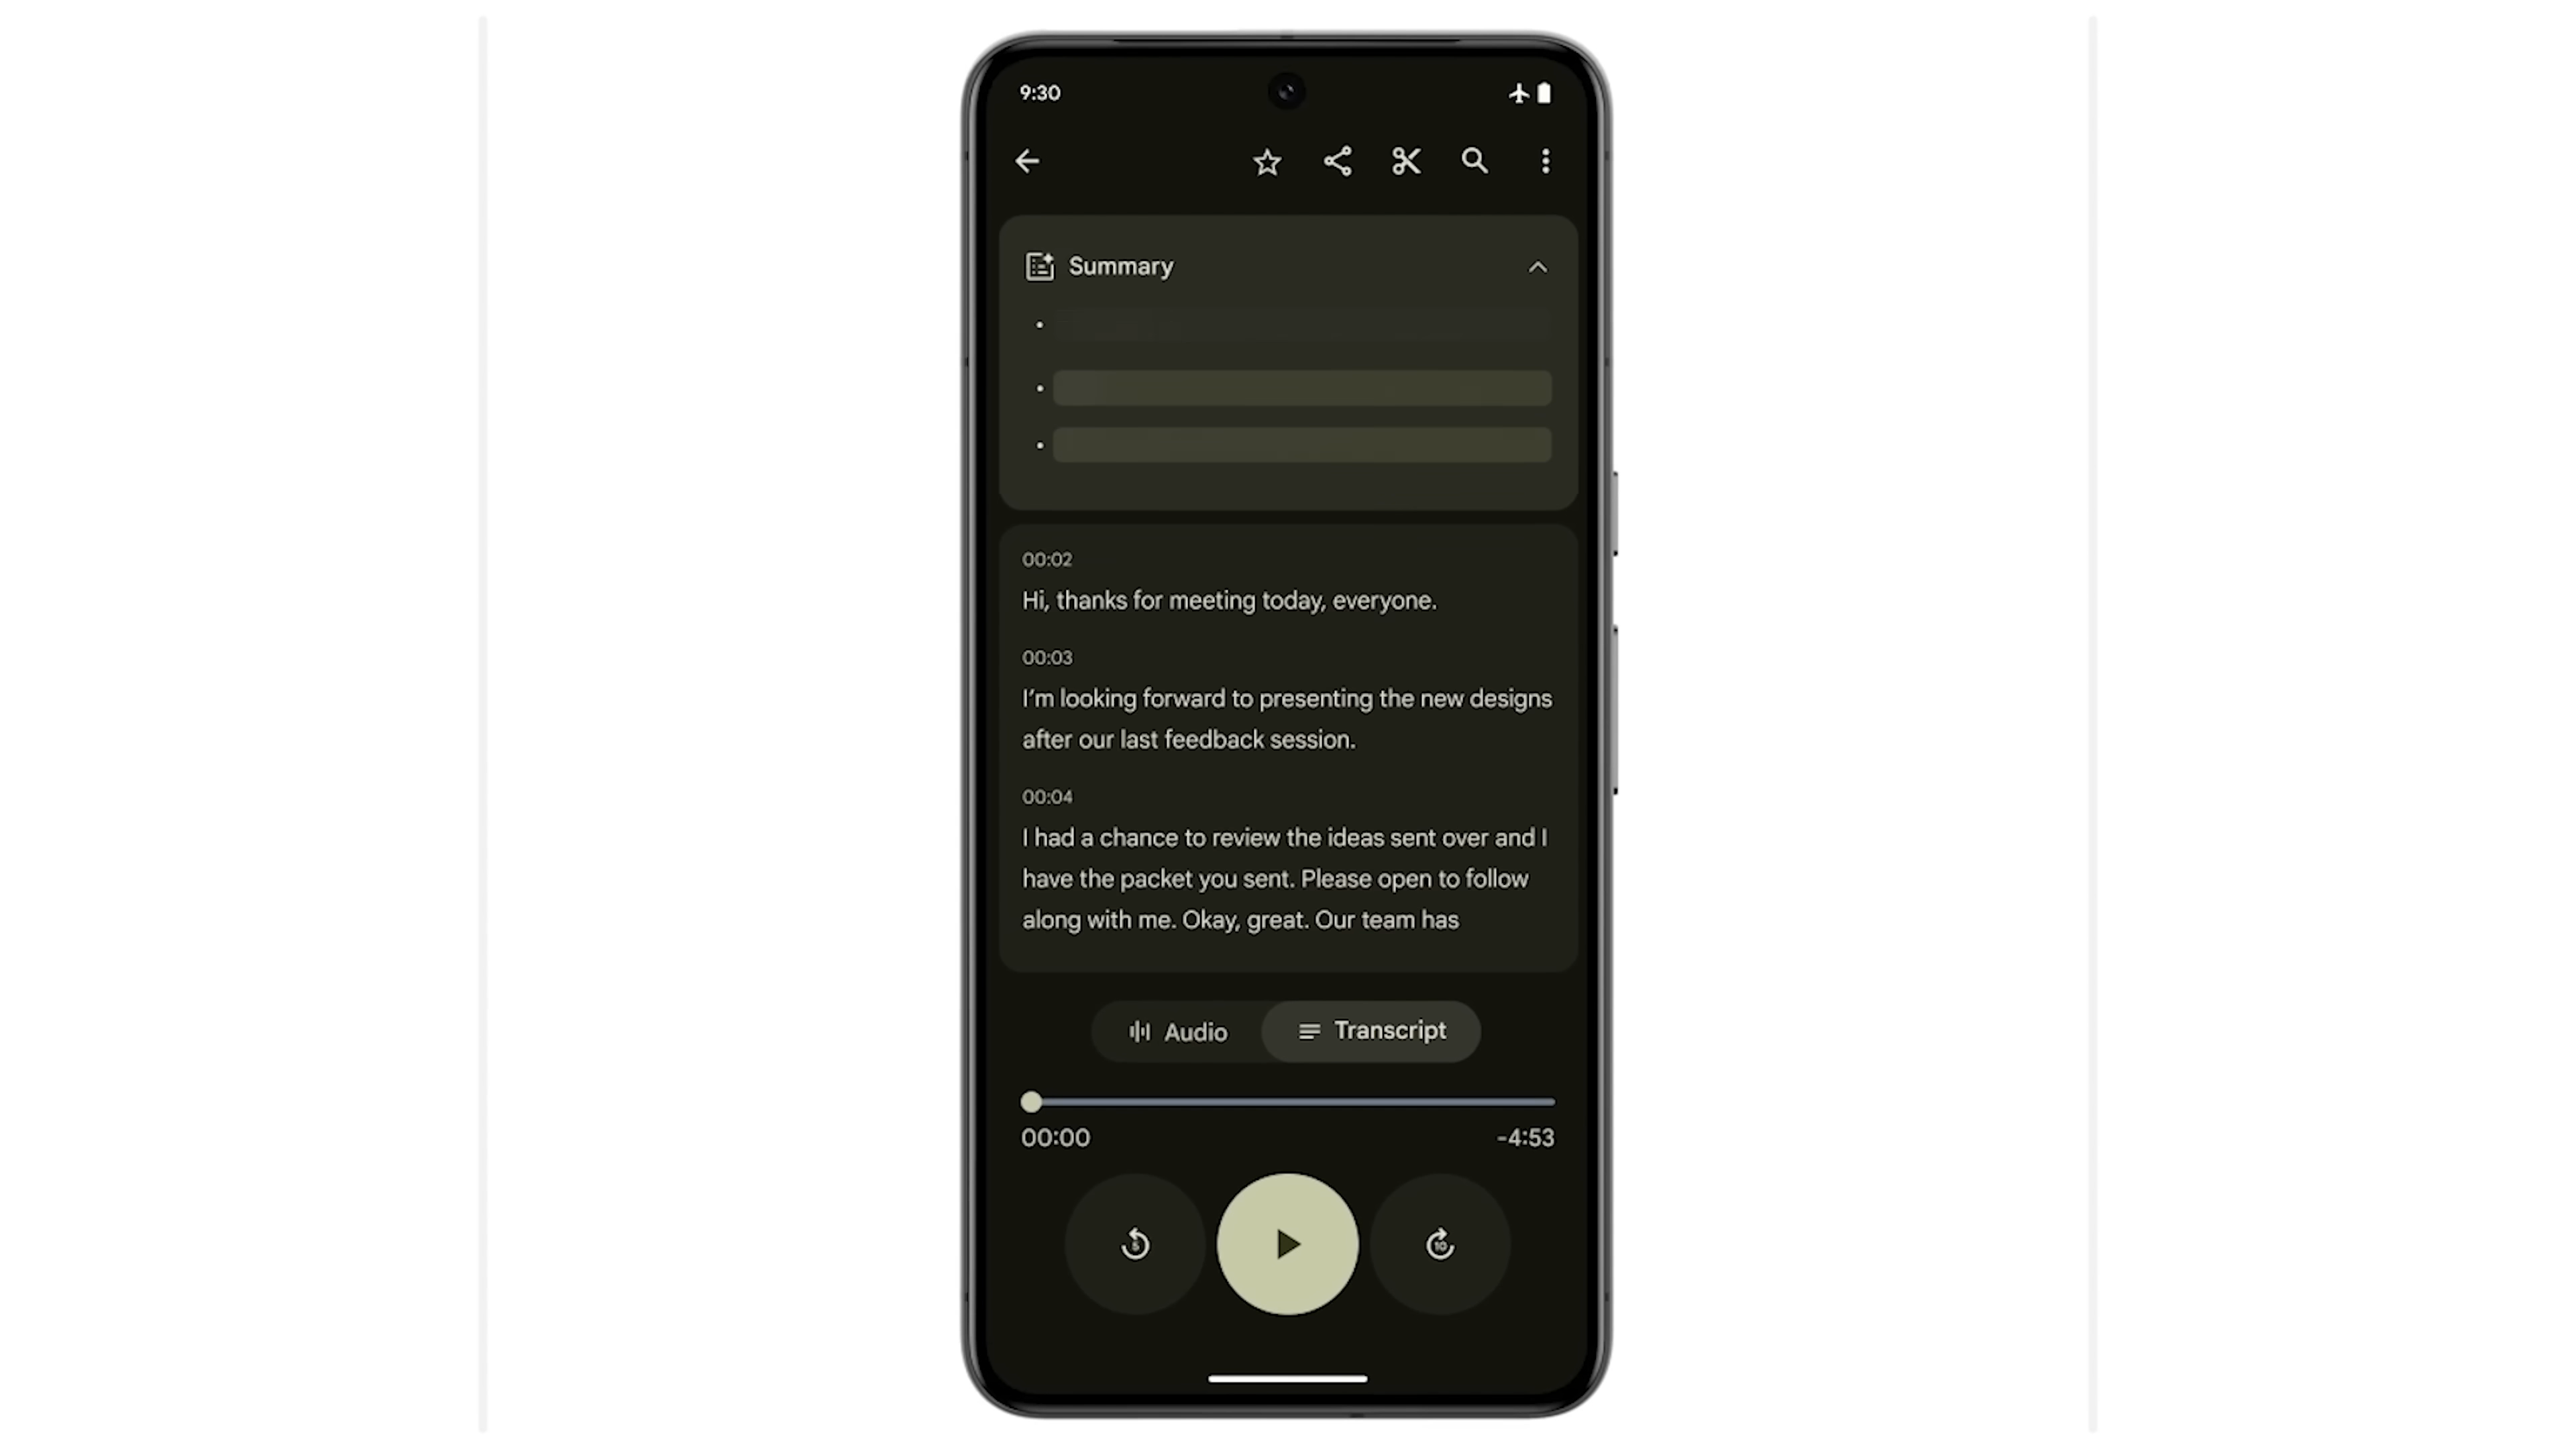 9:30
Summary
00:02
Hi, thanks for meeting today, everyone.
00:03
I’m looking forward to presenting the new designs
after our last feedback session.
00:04
I had a chance to review the ideas sent over and I
have the packet you sent. Please open to follow
along with me. Okay, great. Our team has
Audio
Transcript
00:00
-4:53
5
10